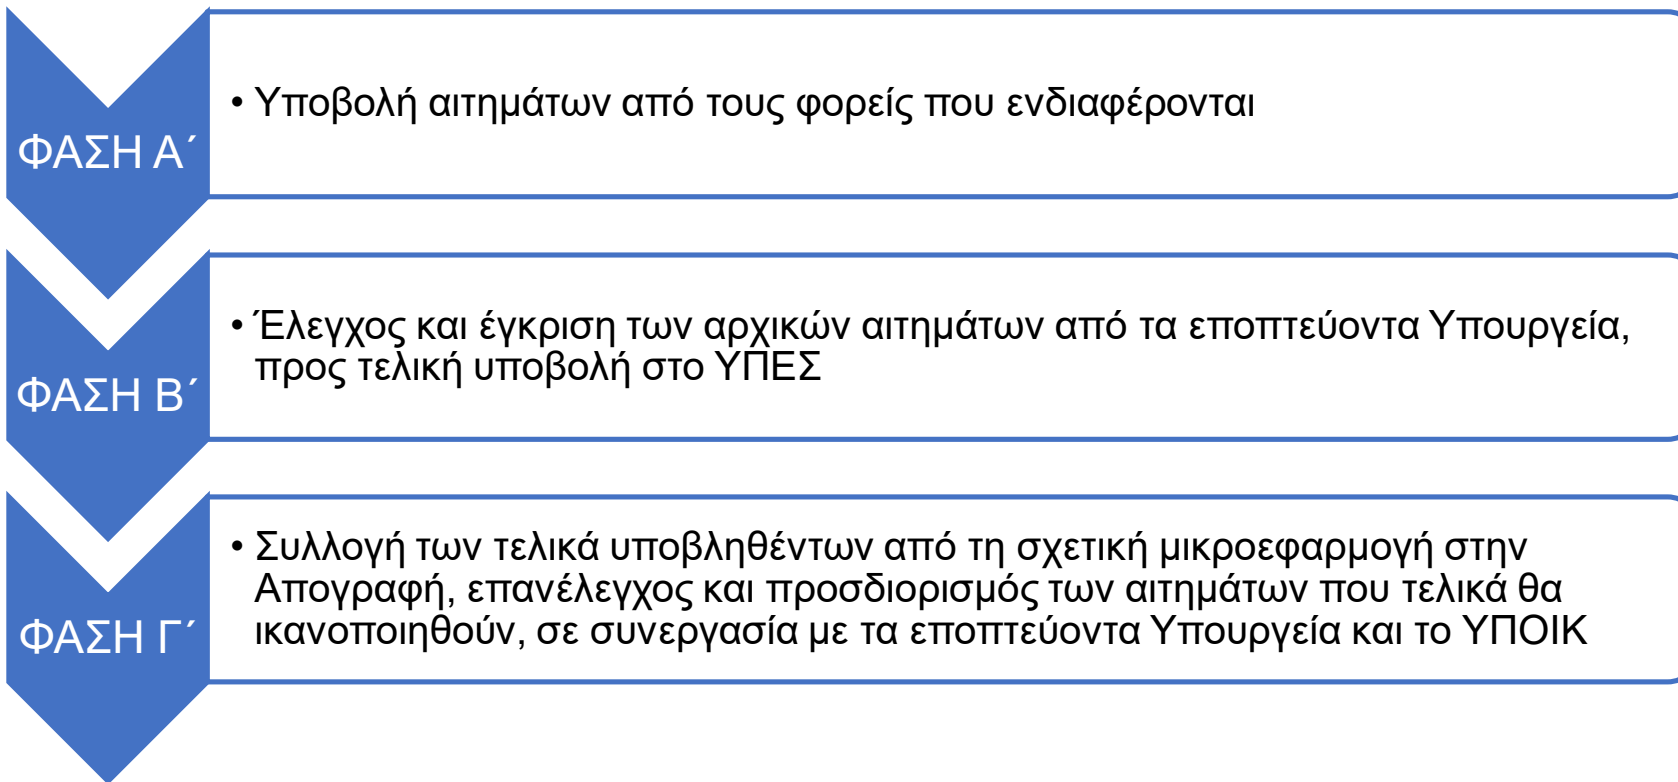 ΦΑΣΗ Α΄
• Υποβολή αιτημάτων από τους φορείς που ενδιαφέρονται
ΦΑΣΗ Β΄
• Έλεγχος και έγκριση των αρχικών αιτημάτων από τα εποπτεύοντα Υπουργεία,
προς τελική υποβολή στο ΥΠΕΣ
ΦΑΣΗ Γ΄
• Συλλογή των τελικά υποβληθέντων από τη σχετική μικροεφαρμογή στην
Απογραφή, επανέλεγχος και προσδιορισμός των αιτημάτων που τελικά θα
ικανοποιηθούν, σε συνεργασία με τα εποπτεύοντα Υπουργεία και το ΥΠΟΙΚ